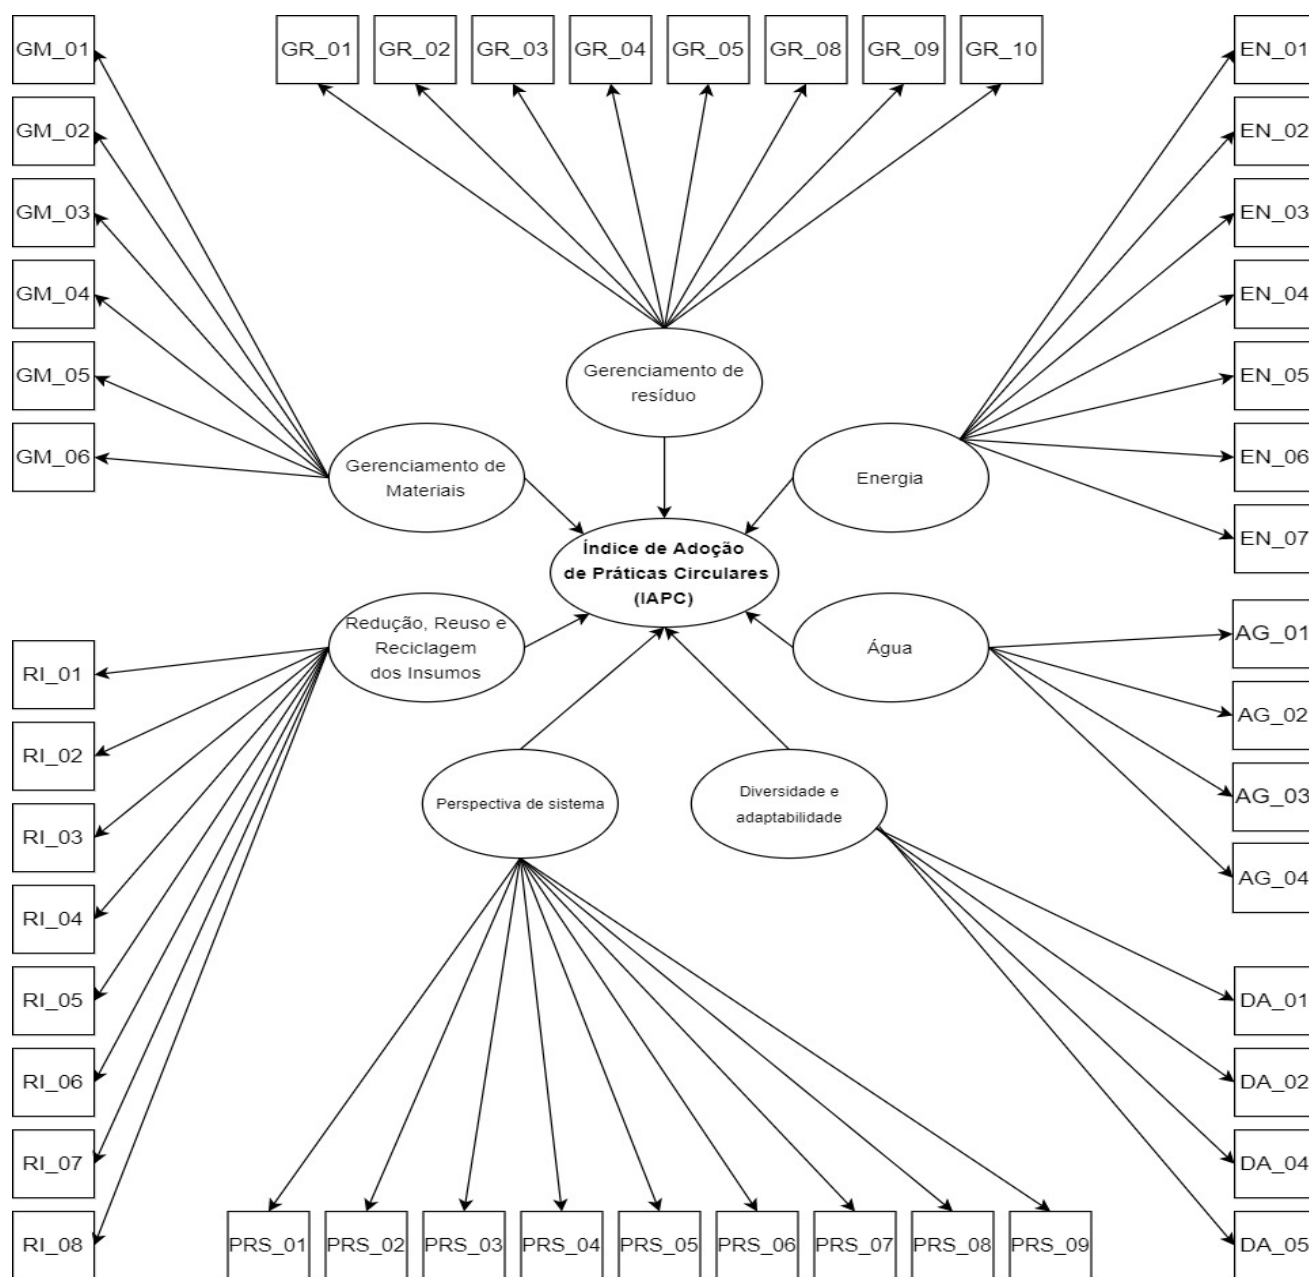 GM_01
GM_02
GM_03
GM_04
GM_05
GM_06
GR_01
GR_02
GR_03
GR_04
GR_05
GR_08
GR_09
GR_10
EN_01
EN_02
EN_03
EN_04
EN_05
EN_06
EN_07
Gerenciamento de
resíduo
Gerenciamento de
Materiais
Energia
Índice de Adoção
de Práticas Circulares
(IAPC)
Redução, Reuso e
Reciclagem
dos Insumos
Água
Perspectiva de sistema
Diversidade e
adaptabilidade
RI_01
RI_02
RI_03
RI_04
RI_05
RI_06
RI_07
RI_08
AG_01
AG_02
AG_03
AG_04
DA_01
DA_02
DA_04
DA_05
PRS_01
PRS_02
PRS_03
PRS_04
PRS_05
PRS_06
PRS_07
PRS_08
PRS_09